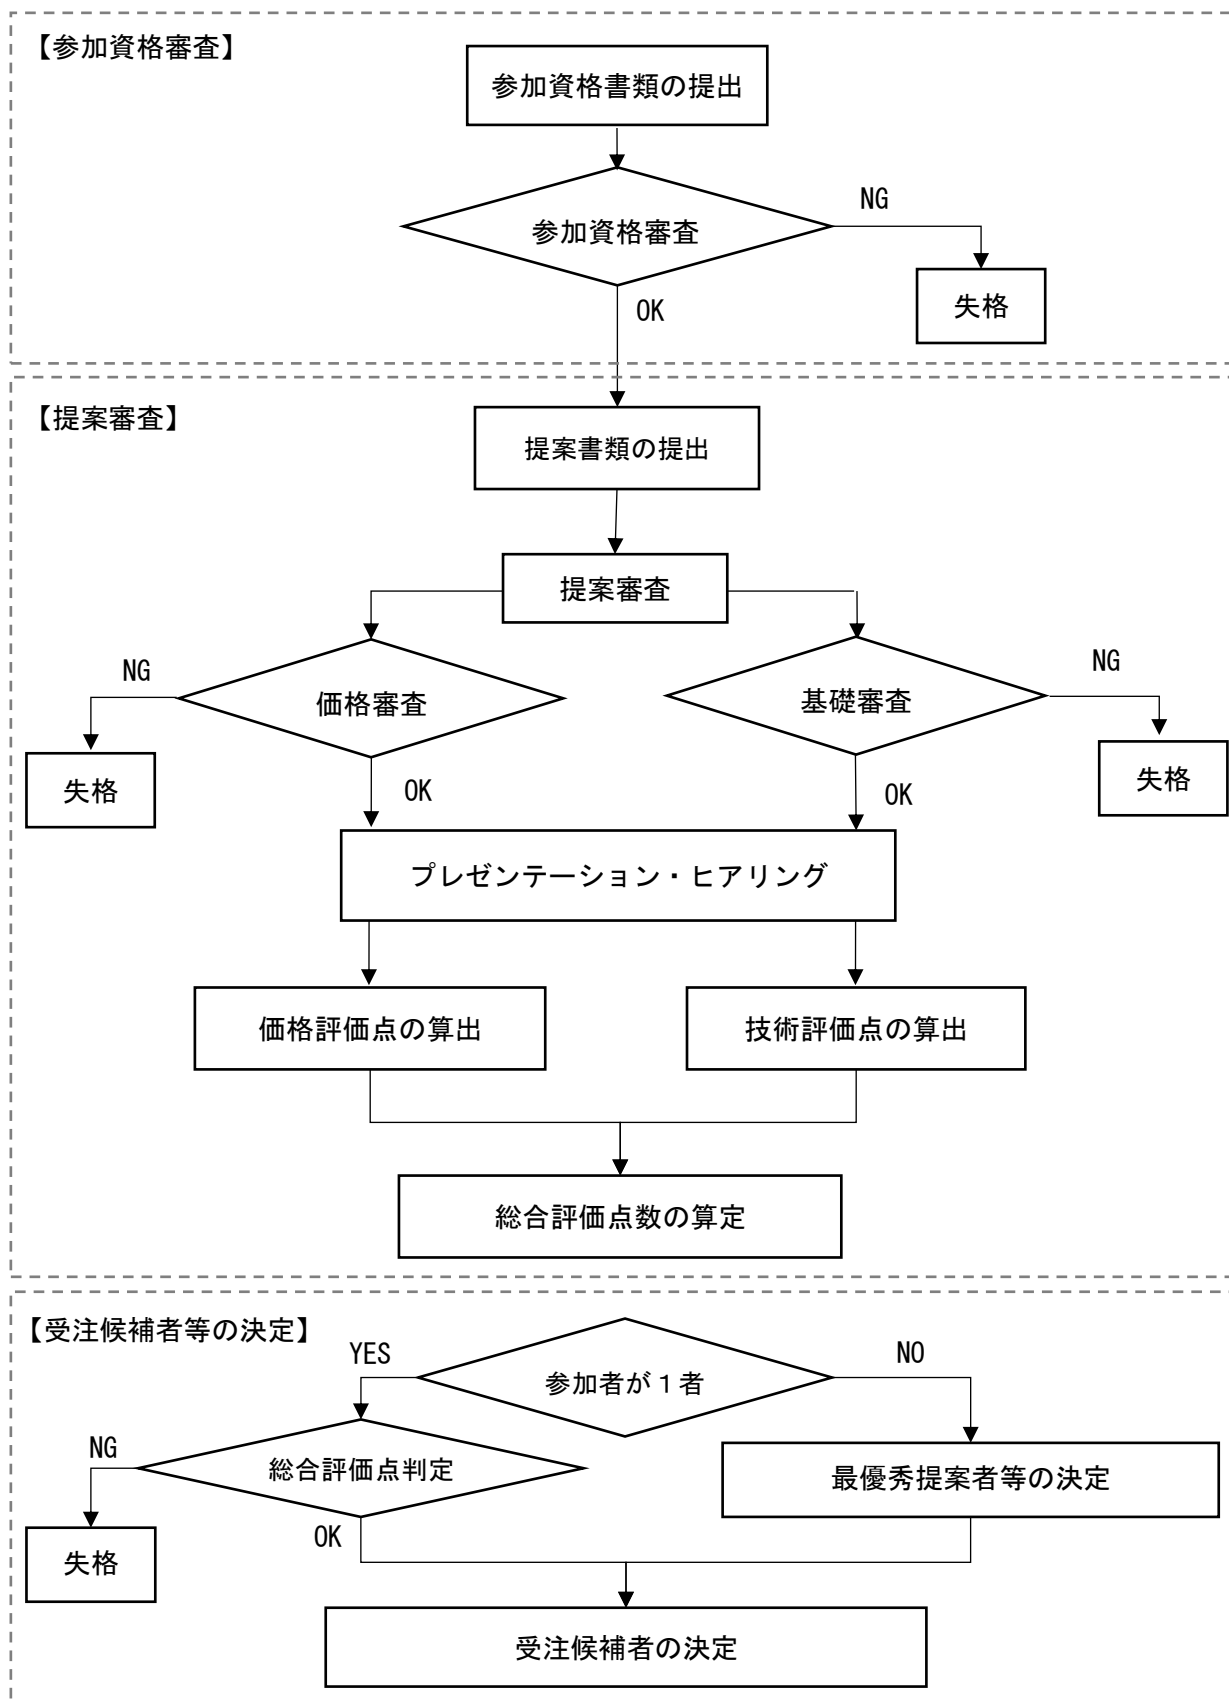 【参加資格審査】
参加資格書類の提出
参加資格審査
NG
失格
OK
【提案審査】
提案書類の提出
提案審査
NG
価格審査
基礎審査
NG
失格
OK
OK
失格
プレゼンテーション・ヒアリング
価格評価点の算出
技術評価点の算出
総合評価点数の算定
【受注候補者等の決定】
YES
参加者が１者
NO
NG
総合評価点判定
最優秀提案者等の決定
失格
OK
受注候補者の決定